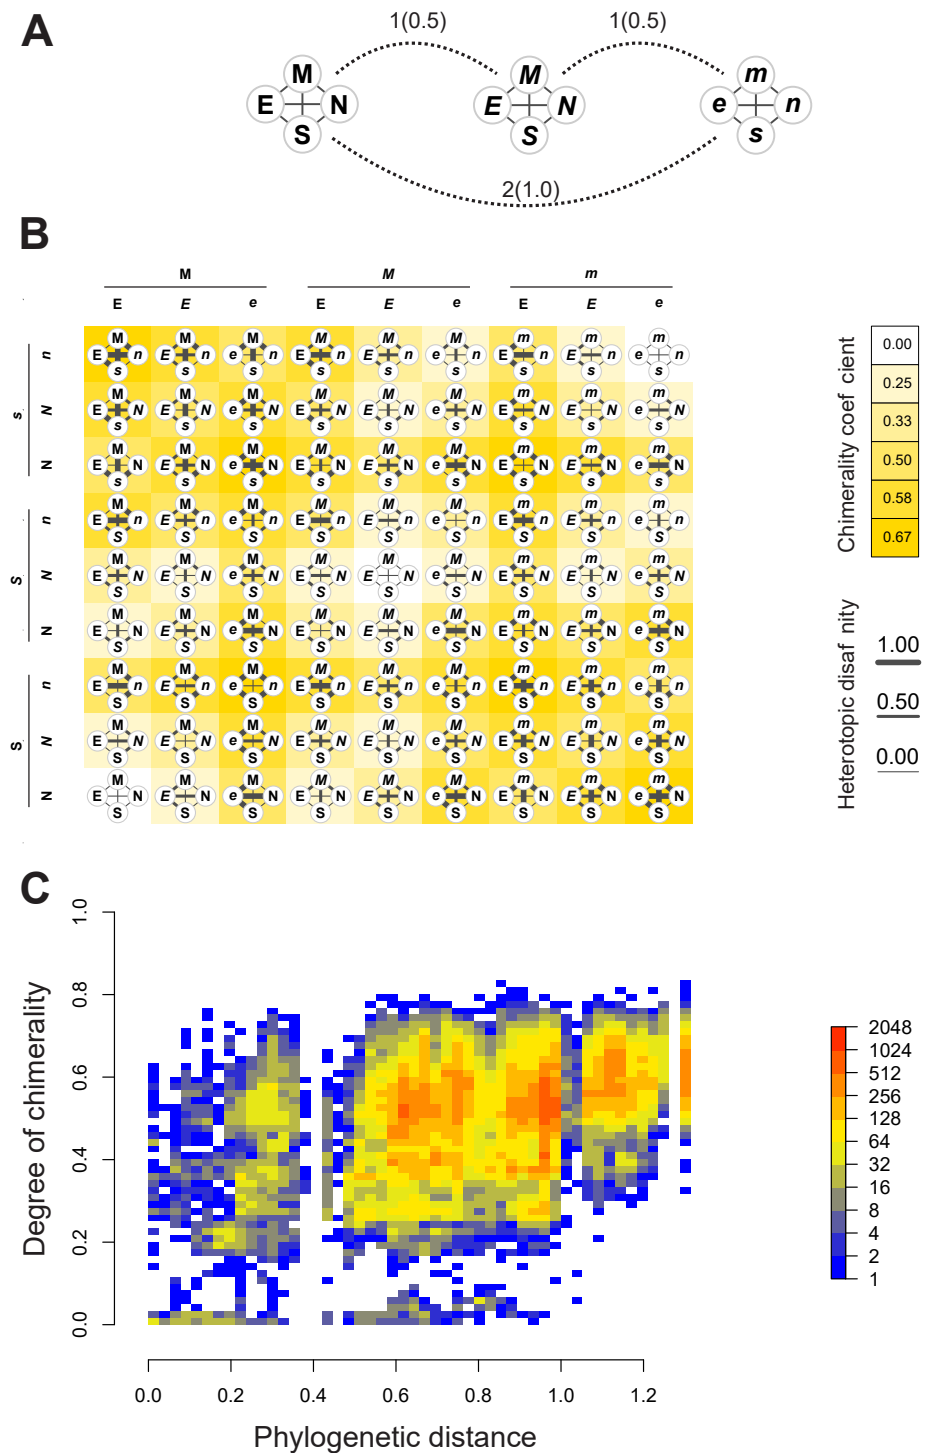 A
1(0.5) 1(0.5)
M M m
E N E N e n
S S s
2(1.0)
B
M M m
E E e E E e E E e
M M M M M M m m m
n E n E n e n E n E n e n E n E n e n
s s s s s s s s s
M M M M M M m m m
s N E N E N e N E N E N e N E N E N e N
s s s s s s s s s
M M M M M M m m m
N E N E N e N E N E N e N E N E N e N
s s s s s s s s s
M M M M M M m m m
n E n E n e n E n E n e n E n E n e n
S S S S S S S S S
M M M M M M m m m
S N E N E N e N E N E N e N E N E N e N
S S S S S S S S S
M M M M M M m m m
N E N E N e N E N E N e N E N E N e N
S S S S S S S S S
M M M M M M m m m
n E n E n e n E n E n e n E n E n e n
S S S S S S S S S
M M M M M M m m m
S N E N E N e N E N E N e N E N E N e N
S S S S S S S S S
M M M M M M m m m
N E N E N e N E N E N e N E N E N e N
S S S S S S S S S
Chimerality coef cient
0.00
0.25
0.33
0.50
0.58
0.67
Heterotopic disaf nity
1.00
0.50
0.00
C
Degree of chimerality
1.0
0.8
0.6
0.4
0.2
0.0
0.0 0.2 0.4 0.6 0.8 1.0 1.2
Phylogenetic distance
2048
1024
512
256
128
64
32
16
8
4
2
1